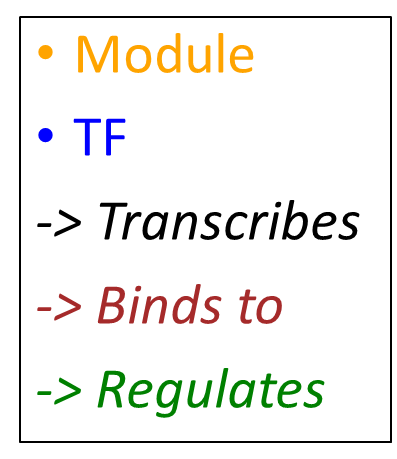 • Module
• TF
-> Transcribes
-> Binds to
-> Regulates